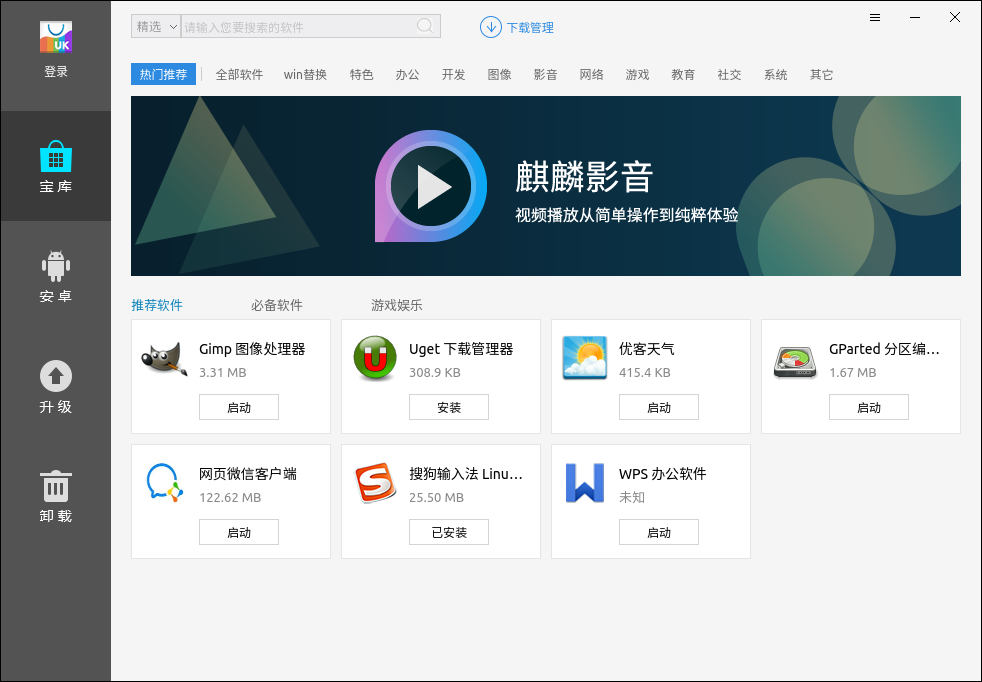 UK
登录
宝 库
安 卓
升 级
卸 载
精选 请输入您要搜索的软件 下载管理
热门推荐 全部软件 win替换 特色 办公 开发 图像 影音 网络 游戏 教育 社交 系统 其它
麒麟影音
视频播放从简单操作到纯粹体验
推荐软件 必备软件 游戏娱乐
Gimp 图像处理器
3.31 MB
启动
Uget 下载管理器
308.9 KB
安装
优客天气
415.4 KB
启动
GParted 分区编...
1.67 MB
启动
网页微信客户端
122.62 MB
启动
搜狗输入法 Linu...
25.50 MB
已安装
WPS 办公软件
未知
启动